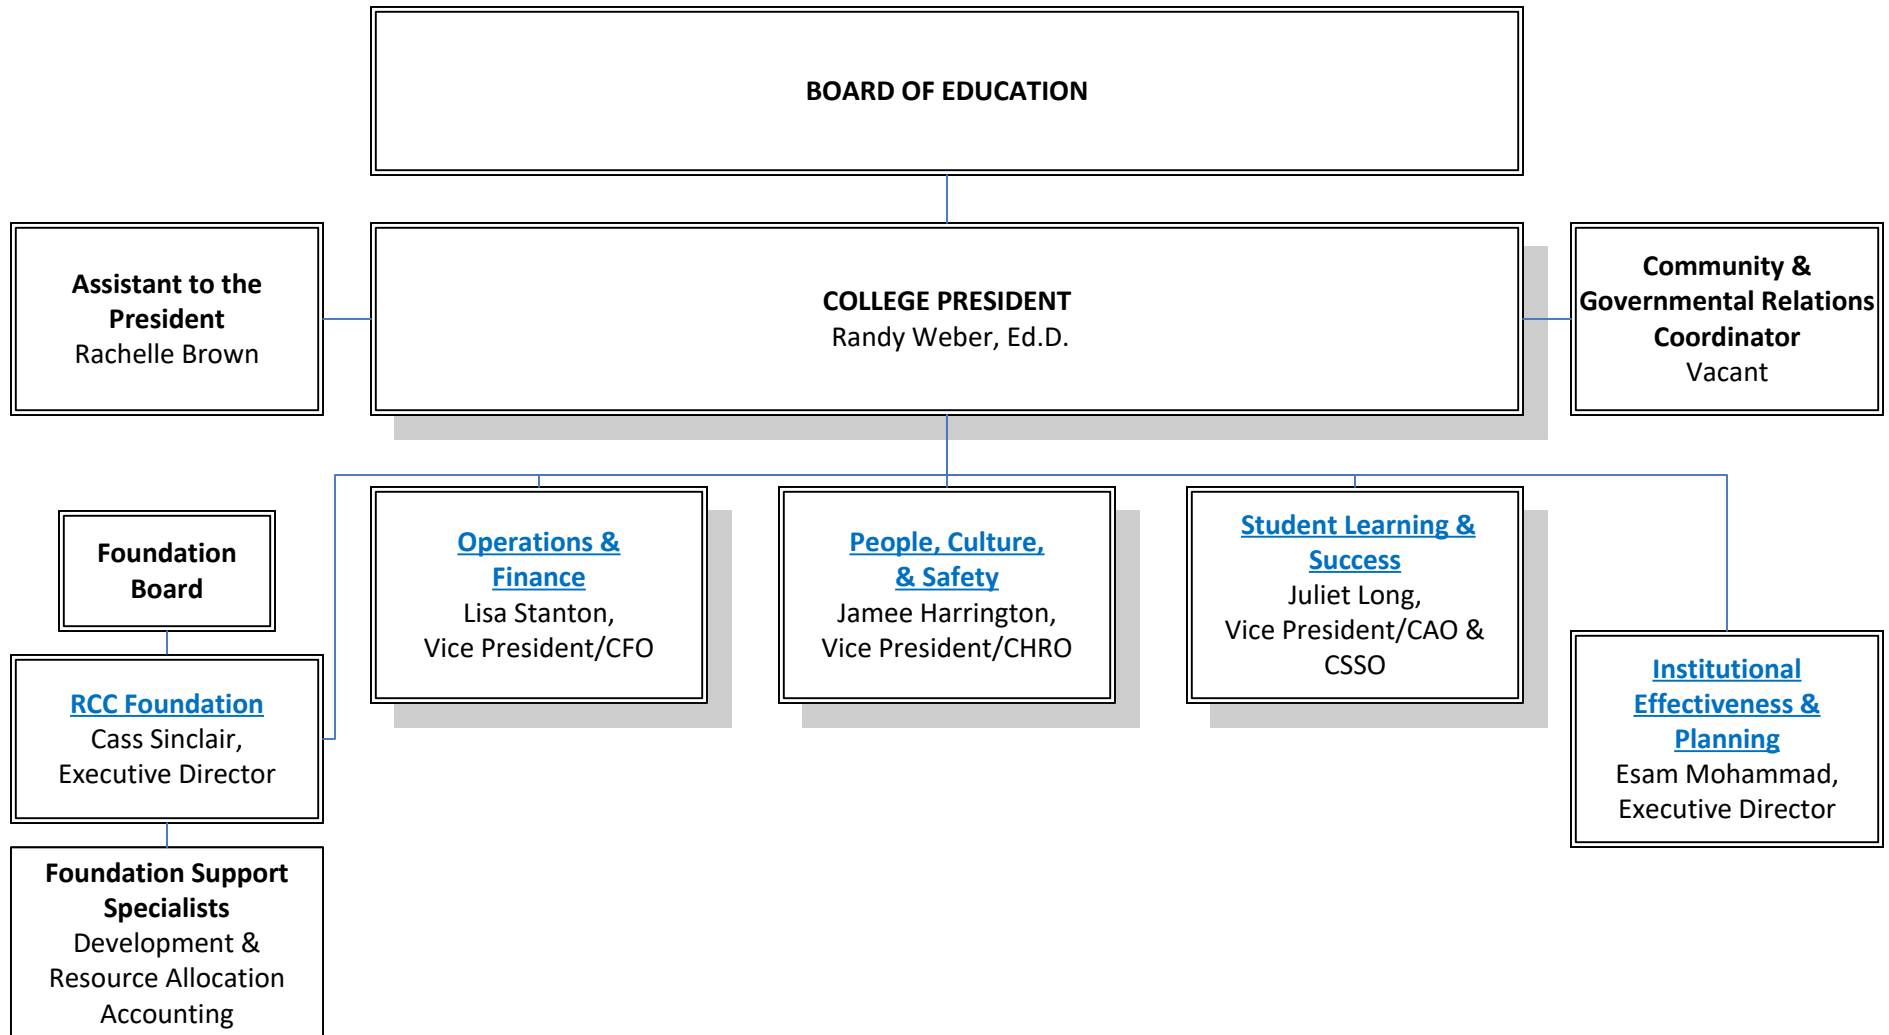 BOARD OF EDUCATION
Assistant to the
President
Rachelle Brown
COLLEGE PRESIDENT
Randy Weber, Ed.D.
Community &
Governmental Relations
Coordinator
Vacant
Foundation
Board
Operations &
Finance
Lisa Stanton,
Vice President/CFO
People, Culture,
& Safety
Jamee Harrington,
Vice President/CHRO
Student Learning &
Success
Juliet Long,
Vice President/CAO &
CSSO
RCC Foundation
Cass Sinclair,
Executive Director
Institutional
Effectiveness &
Planning
Esam Mohammad,
Executive Director
Foundation Support
Specialists
Development &
Resource Allocation
Accounting